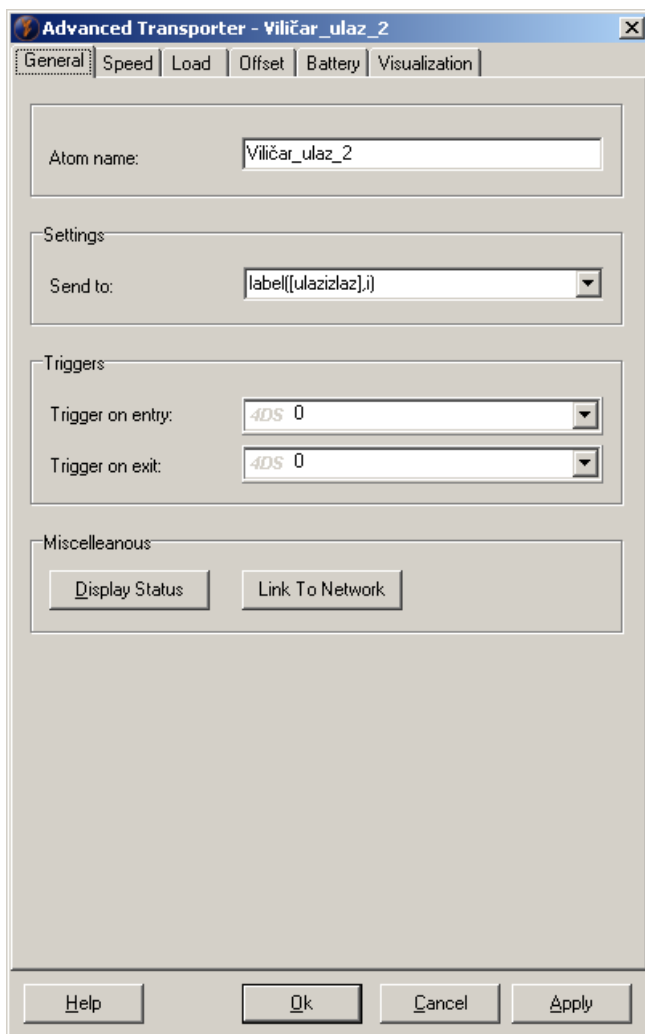 Advanced Transporter - Viličar_ulaz_2
General Speed Load Offset Battery Visualization
Atom name: Viličar_ulaz_2
Settings
Send to: label([ulazizlaz],i)
Triggers
Trigger on entry: 4DS 0
Trigger on exit: 4DS 0
Miscelleanous
Display Status Link To Network
Help Ok Cancel Apply